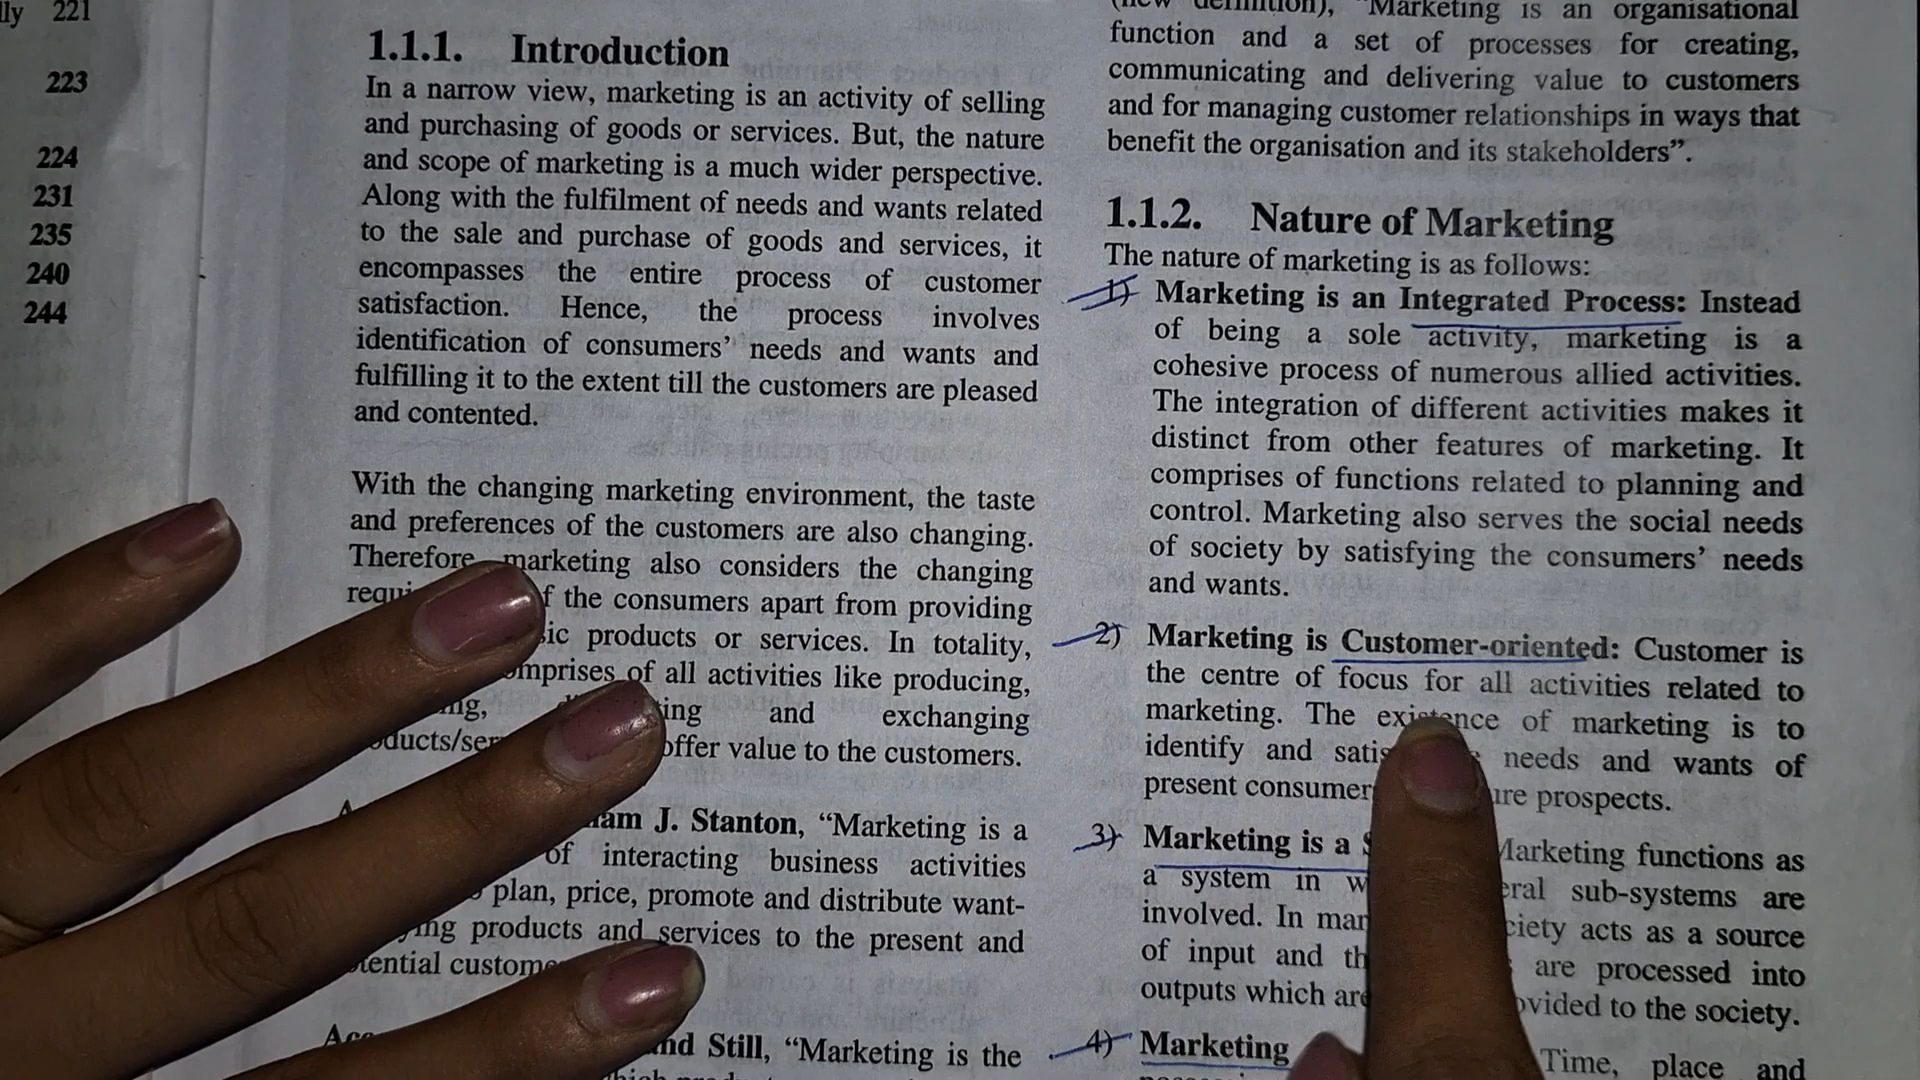 lly 221
223
224
231
235
240
244
1.1.1. Introduction
In a narrow view, marketing is an activity of selling
and purchasing of goods or services. But, the nature
and scope of marketing is a much wider perspective.
Along with the fulfilment of needs and wants related
to the sale and purchase of goods and services, it
encompasses the entire process of customer
satisfaction. Hence, the process involves
identification of consumers' needs and wants and
fulfilling it to the extent till the customers are pleased
and contented.
With the changing marketing environment, the taste
and preferences of the customers are also changing.
Therefore marketing also considers the changing
of the consumers apart from providing
products or services. In totality,
of all activities like producing,
and exchanging
offer value to the customers.
J. Stanton, “Marketing is a
of interacting business activities
plan, price, promote and distribute want-
products and services to the present and
and Still, “Marketing is the
definition), “Marketing is an organisational
function and a set of processes for creating,
communicating and delivering value to customers
and for managing customer relationships in ways that
benefit the organisation and its stakeholders”.
1.1.2. Nature of Marketing
The nature of marketing is as follows:
1) Marketing is an Integrated Process: Instead
of being a sole activity, marketing is a
cohesive process of numerous allied activities.
The integration of different activities makes it
distinct from other features of marketing. It
comprises of functions related to planning and
control. Marketing also serves the social needs
of society by satisfying the consumers' needs
and wants.
2) Marketing is Customer-oriented: Customer is
the centre of focus for all activities related to
marketing. The existence of marketing is to
identify and needs and wants of
present prospects.
3) Marketing is a Marketing functions as
a system in sub-systems are
involved. In acts as a source
of input and are processed into
outputs which are to the society.
4) Marketing Time, place and